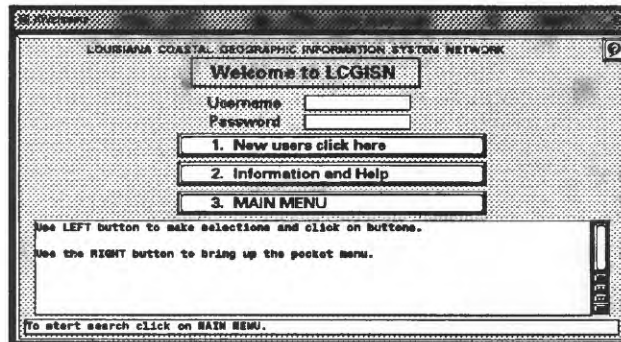 LOUISIANA COASTAL GEOGRAPHIC INFORMATION SYSTEM NETWORK
Welcome to LCGISN
Username
Password
1. New users click here
2. Information and Help
3. MAIN MENU
Use LEFT button to make selections and click on buttons.
Use the RIGHT button to bring up the pocket menu.
To start search click on MAIN MENU.